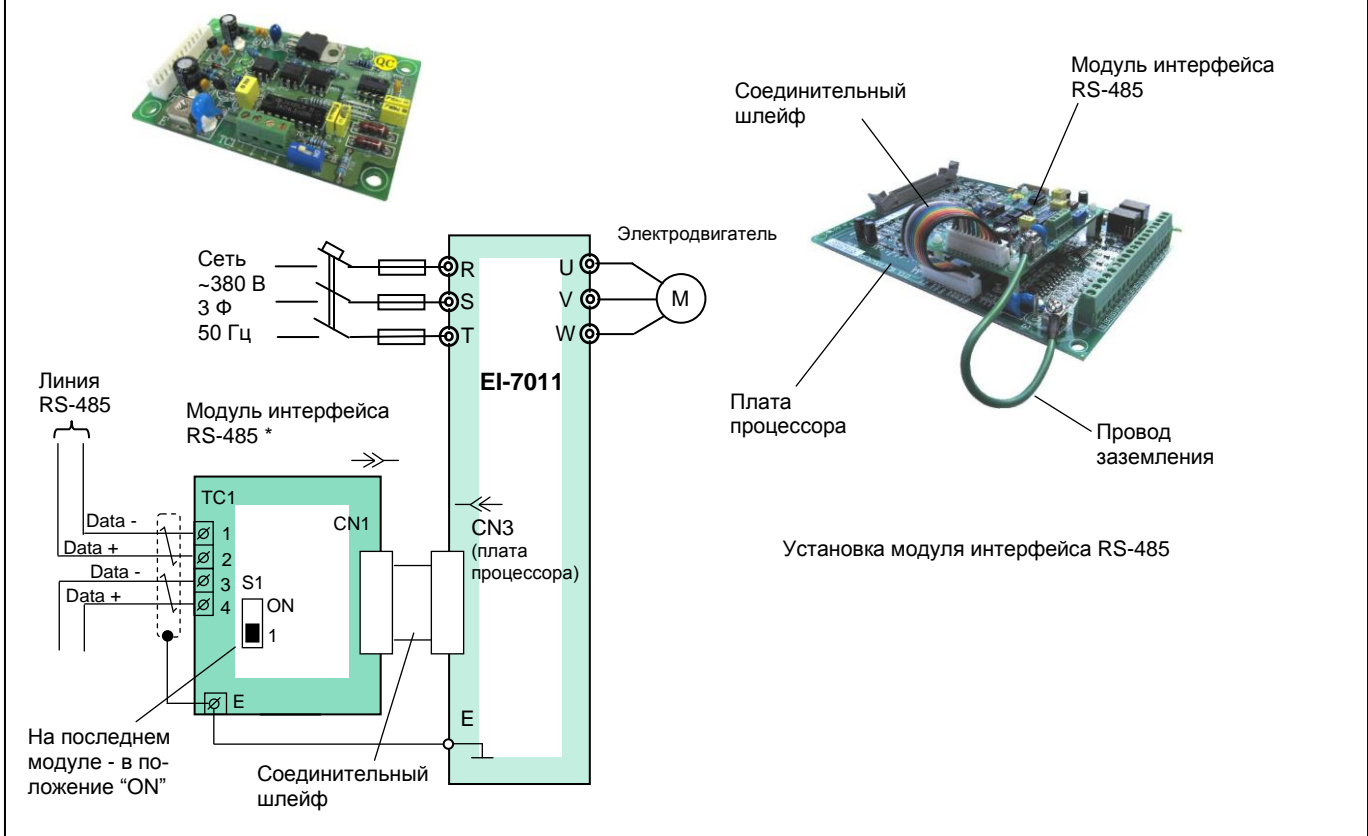 QC
TC1
Соединительный
шлейф
Модуль интерфейса
RS-485
Плата
процессора
Провод
заземления
Установка модуля интерфейса RS-485
Электродвигатель
Сеть
~380 В
3 Ф
50 Гц
R
S
T
U
V
W
M
EI-7011
Линия
RS-485
Модуль интерфейса
RS-485 *
TC1
CN1
CN3
(плата
процессора)
Data -
1
Data +
2
Data -
3
Data +
4
S1
ON
1
E
E
На последнем
модуле - в по-
ложение “ON”
Соединительный
шлейф